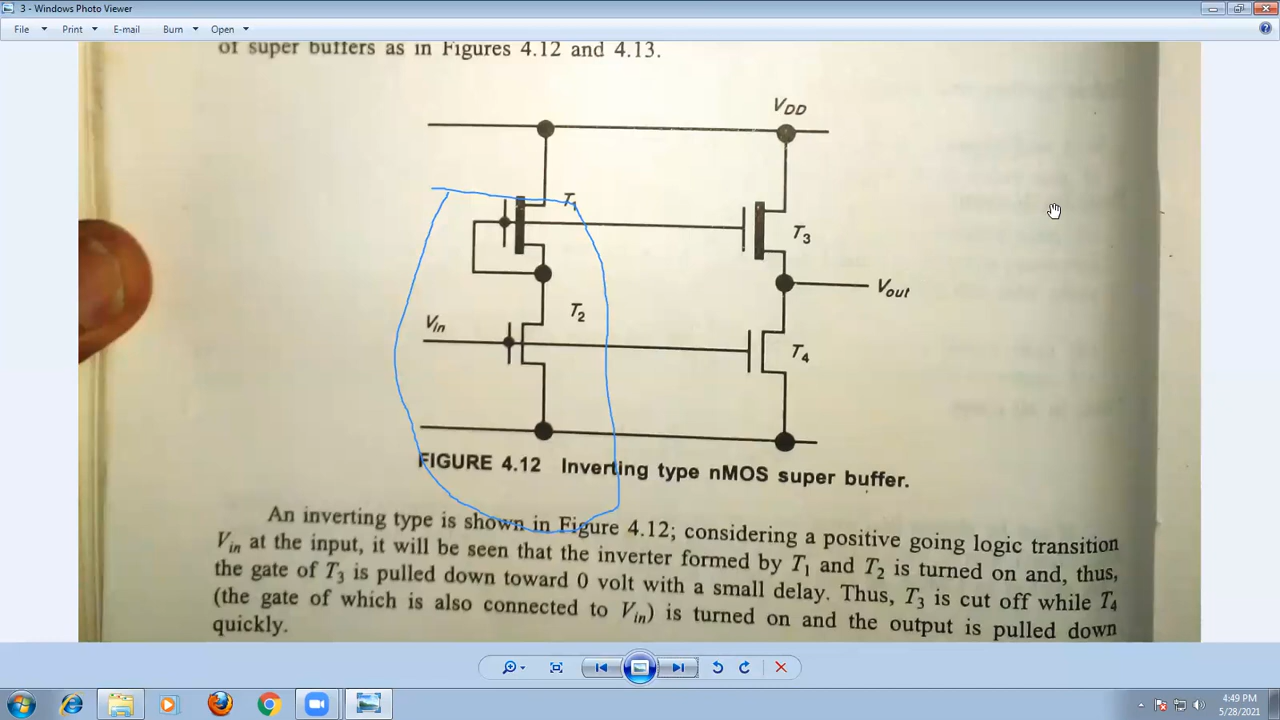 3 - Windows Photo Viewer
File Print E-mail Burn Open
of super buffers as in Figures 4.12 and 4.13.
VDD
T1
T3
Vout
T2
Vin
T4
FIGURE 4.12 Inverting type nMOS super buffer.
An inverting type is shown in Figure 4.12; considering a positive going logic transition
Vin at the input, it will be seen that the inverter formed by T1 and T2 is turned on and, thus,
the gate of T3 is pulled down toward 0 volt with a small delay. Thus, T3 is cut off while T4
(the gate of which is also connected to Vin) is turned on and the output is pulled down
quickly.
4:49 PM
5/28/2021